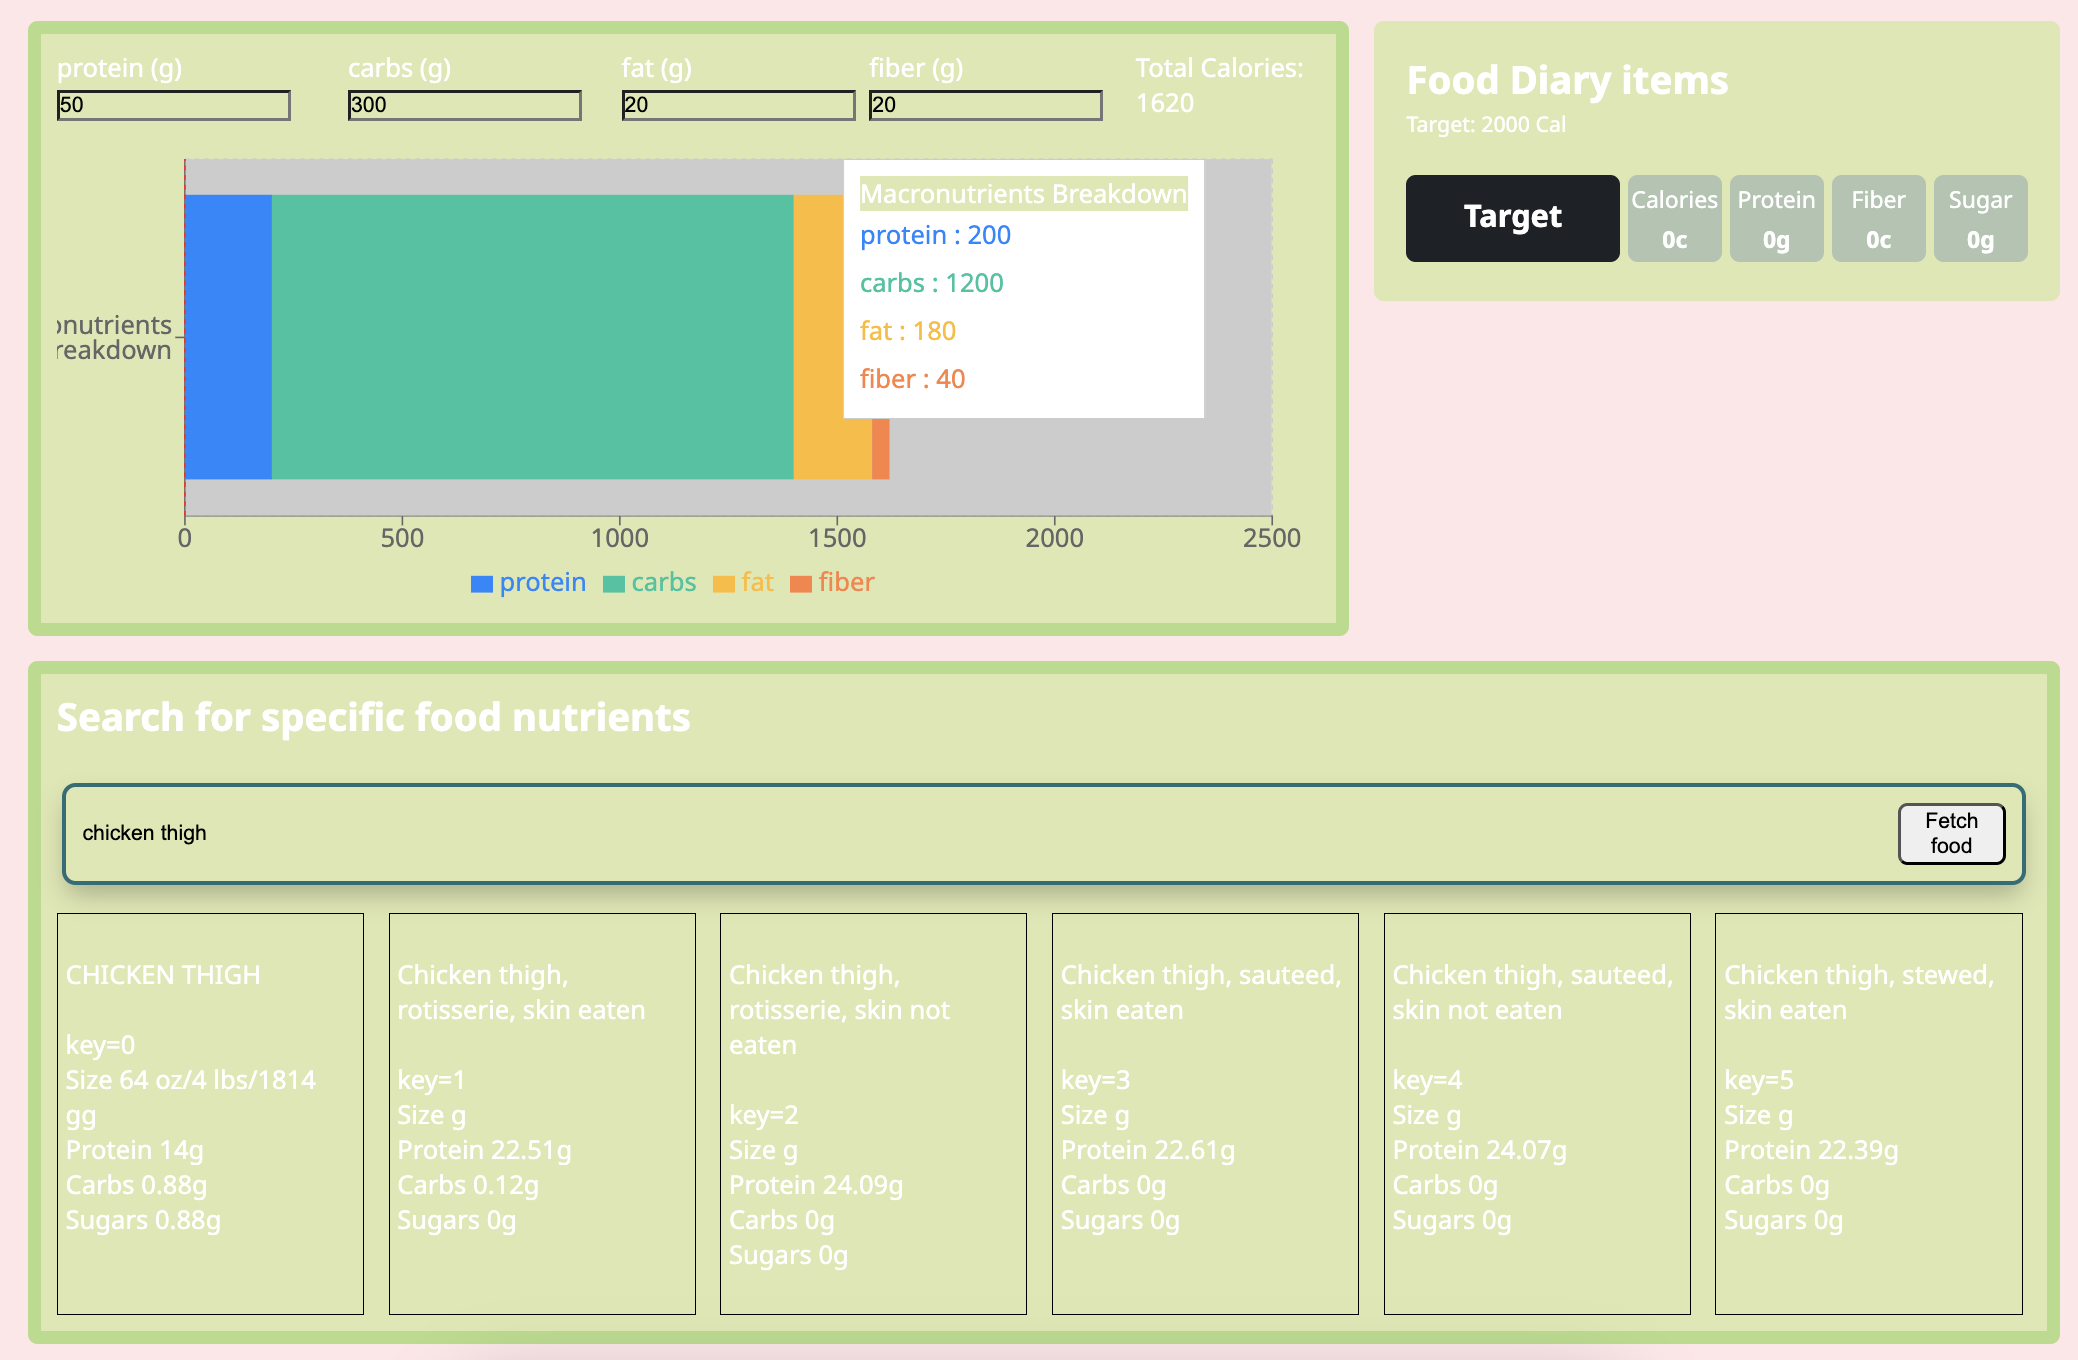 protein (g)
50
carbs (g)
300
fat (g)
20
fiber (g)
20
Total Calories:
1620
onutrients
reakdown
Macronutrients Breakdown
protein : 200
carbs : 1200
fat : 180
fiber : 40
0 500 1000 1500 2000 2500
protein carbs fat fiber
Food Diary items
Target: 2000 Cal
Target
Calories
0c
Protein
0g
Fiber
0c
Sugar
0g
Search for specific food nutrients
chicken thigh
Fetch
food
CHICKEN THIGH
key=0
Size 64 oz/4 lbs/1814
gg
Protein 14g
Carbs 0.88g
Sugars 0.88g
Chicken thigh,
rotisserie, skin eaten
key=1
Size g
Protein 22.51g
Carbs 0.12g
Sugars 0g
Chicken thigh,
rotisserie, skin not
eaten
key=2
Size g
Protein 24.09g
Carbs 0g
Sugars 0g
Chicken thigh, sauteed,
skin eaten
key=3
Size g
Protein 22.61g
Carbs 0g
Sugars 0g
Chicken thigh, sauteed,
skin not eaten
key=4
Size g
Protein 24.07g
Carbs 0g
Sugars 0g
Chicken thigh, stewed,
skin eaten
key=5
Size g
Protein 22.39g
Carbs 0g
Sugars 0g